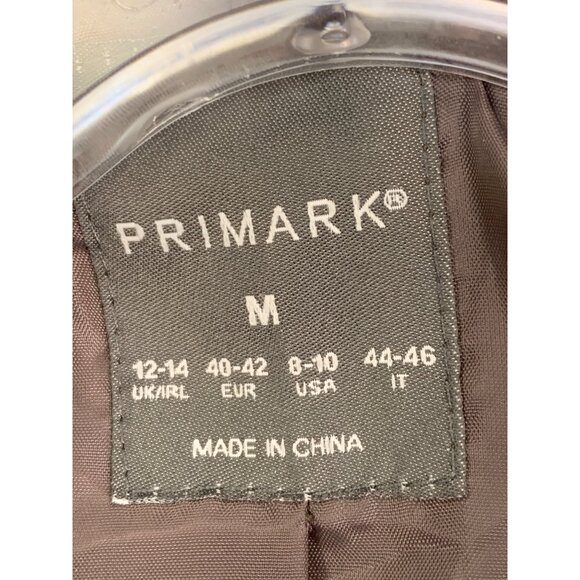 PRIMARK®
M
12-14 40-42 8-10 44-46
UK/IRL EUR USA IT
MADE IN CHINA